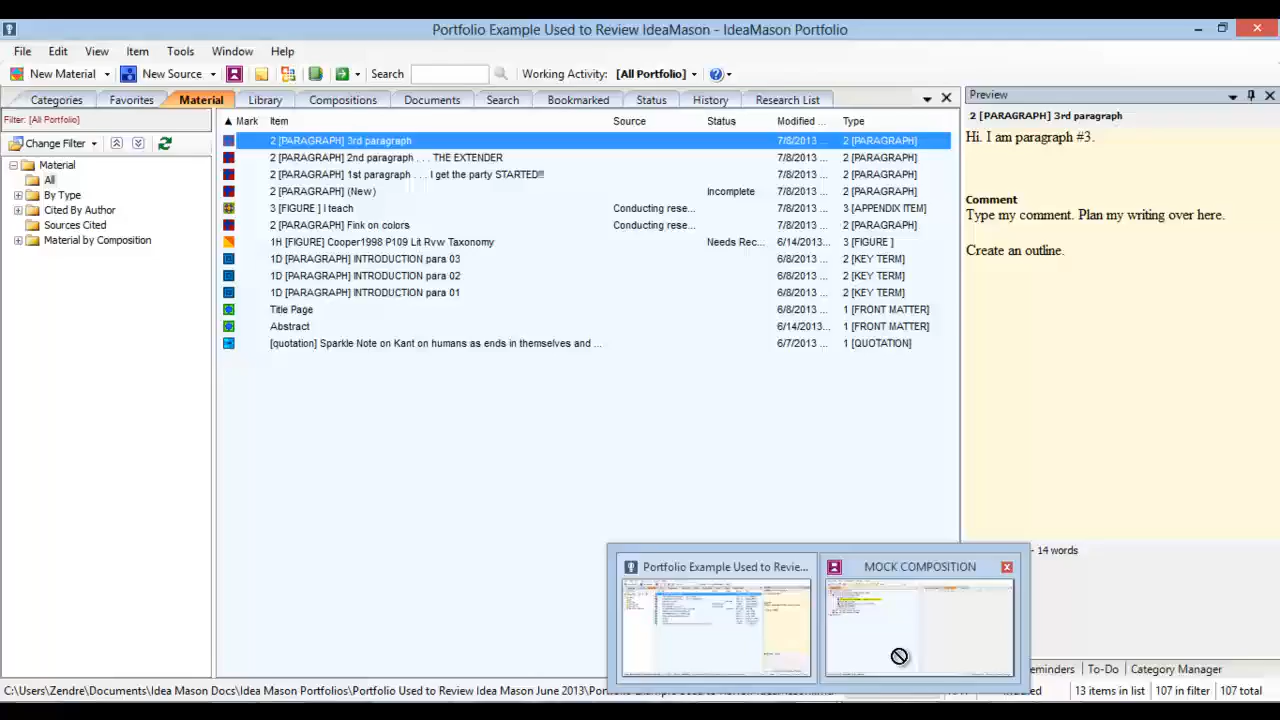 Portfolio Example Used to Review IdeaMason - IdeaMason Portfolio
File Edit View Item Tools Window Help
New Material New Source Search Working Activity: [All Portfolio]
Categories Favorites Material Library Compositions Documents Search Bookmarked Status History Research List
Preview
Filter: [All Portfolio]
Change Filter
Material
All
By Type
Cited By Author
Sources Cited
Material by Composition
Mark Item Source Status Modified ... Type
2 [PARAGRAPH] 3rd paragraph 7/8/2013 ... 2 [PARAGRAPH]
2 [PARAGRAPH] 2nd paragraph . . . THE EXTENDER 7/8/2013 ... 2 [PARAGRAPH]
2 [PARAGRAPH] 1st paragraph . . . I get the party STARTED!!! 7/8/2013 ... 2 [PARAGRAPH]
2 [PARAGRAPH] (New) Incomplete 7/8/2013 ... 2 [PARAGRAPH]
3 [FIGURE ] I teach Conducting rese... 7/8/2013 ... 3 [APPENDIX ITEM]
2 [PARAGRAPH] Fink on colors Conducting rese... 7/8/2013 ... 2 [PARAGRAPH]
1H [FIGURE] Cooper1998 P109 Lit Rvw Taxonomy Needs Rec... 6/14/2013... 3 [FIGURE ]
1D [PARAGRAPH] INTRODUCTION para 03 6/8/2013 ... 2 [KEY TERM]
1D [PARAGRAPH] INTRODUCTION para 02 6/8/2013 ... 2 [KEY TERM]
1D [PARAGRAPH] INTRODUCTION para 01 6/8/2013 ... 2 [KEY TERM]
Title Page 6/8/2013 ... 1 [FRONT MATTER]
Abstract 6/14/2013... 1 [FRONT MATTER]
[quotation] Sparkle Note on Kant on humans as ends in themselves and ... 6/7/2013 ... 1 [QUOTATION]
2 [PARAGRAPH] 3rd paragraph
Hi. I am paragraph #3.
Comment
Type my comment. Plan my writing over here.
Create an outline.
- 14 words
Portfolio Example Used to Revie...
MOCK COMPOSITION
To-Do Category Manager
C:\Users\Zendre\Documents\Idea Mason Docs\Idea Mason Portfolios\Portfolio Used to Review Idea Mason June 2013\
13 items in list 107 in filter 107 total